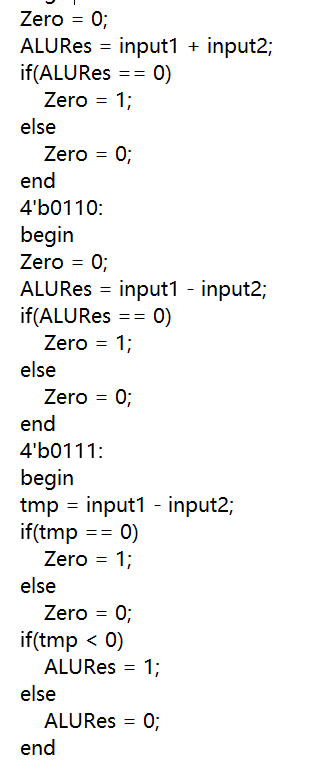 Zero = 0;
ALURes = input1 + input2;
if(ALURes == 0)
Zero = 1;
else
Zero = 0;
end
4'b0110:
begin
Zero = 0;
ALURes = input1 - input2;
if(ALURes == 0)
Zero = 1;
else
Zero = 0;
end
4'b0111:
begin
tmp = input1 - input2;
if(tmp == 0)
Zero = 1;
else
Zero = 0;
if(tmp < 0)
ALURes = 1;
else
ALURes = 0;
end